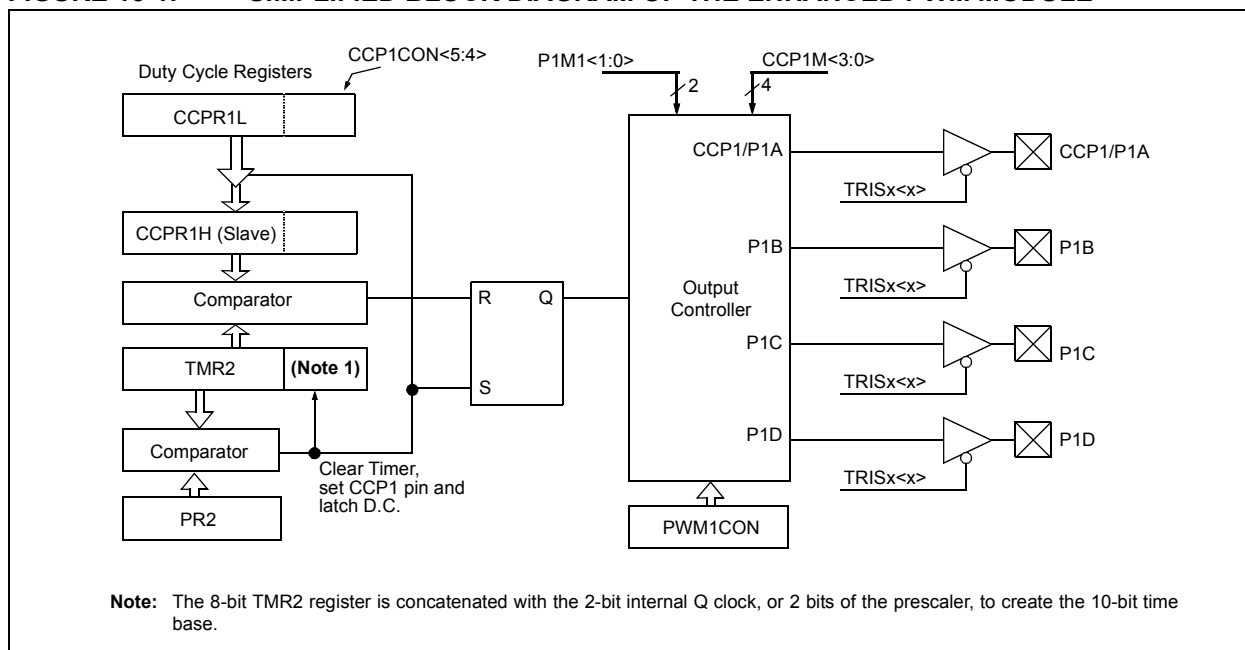 CCP1CON<5:4>
Duty Cycle Registers
CCPR1L
CCPR1H (Slave)
Comparator
TMR2
(Note 1)
Comparator
PR2
Clear Timer,
set CCP1 pin and
latch D.C.
R
Q
S
P1M1<1:0>
2
CCP1M<3:0>
4
CCP1/P1A
P1B
Output
Controller
P1C
P1D
PWM1CON
TRISx<x>
CCP1/P1A
TRISx<x>
P1B
TRISx<x>
P1C
TRISx<x>
P1D
Note: The 8-bit TMR2 register is concatenated with the 2-bit internal Q clock, or 2 bits of the prescaler, to create the 10-bit time
base.